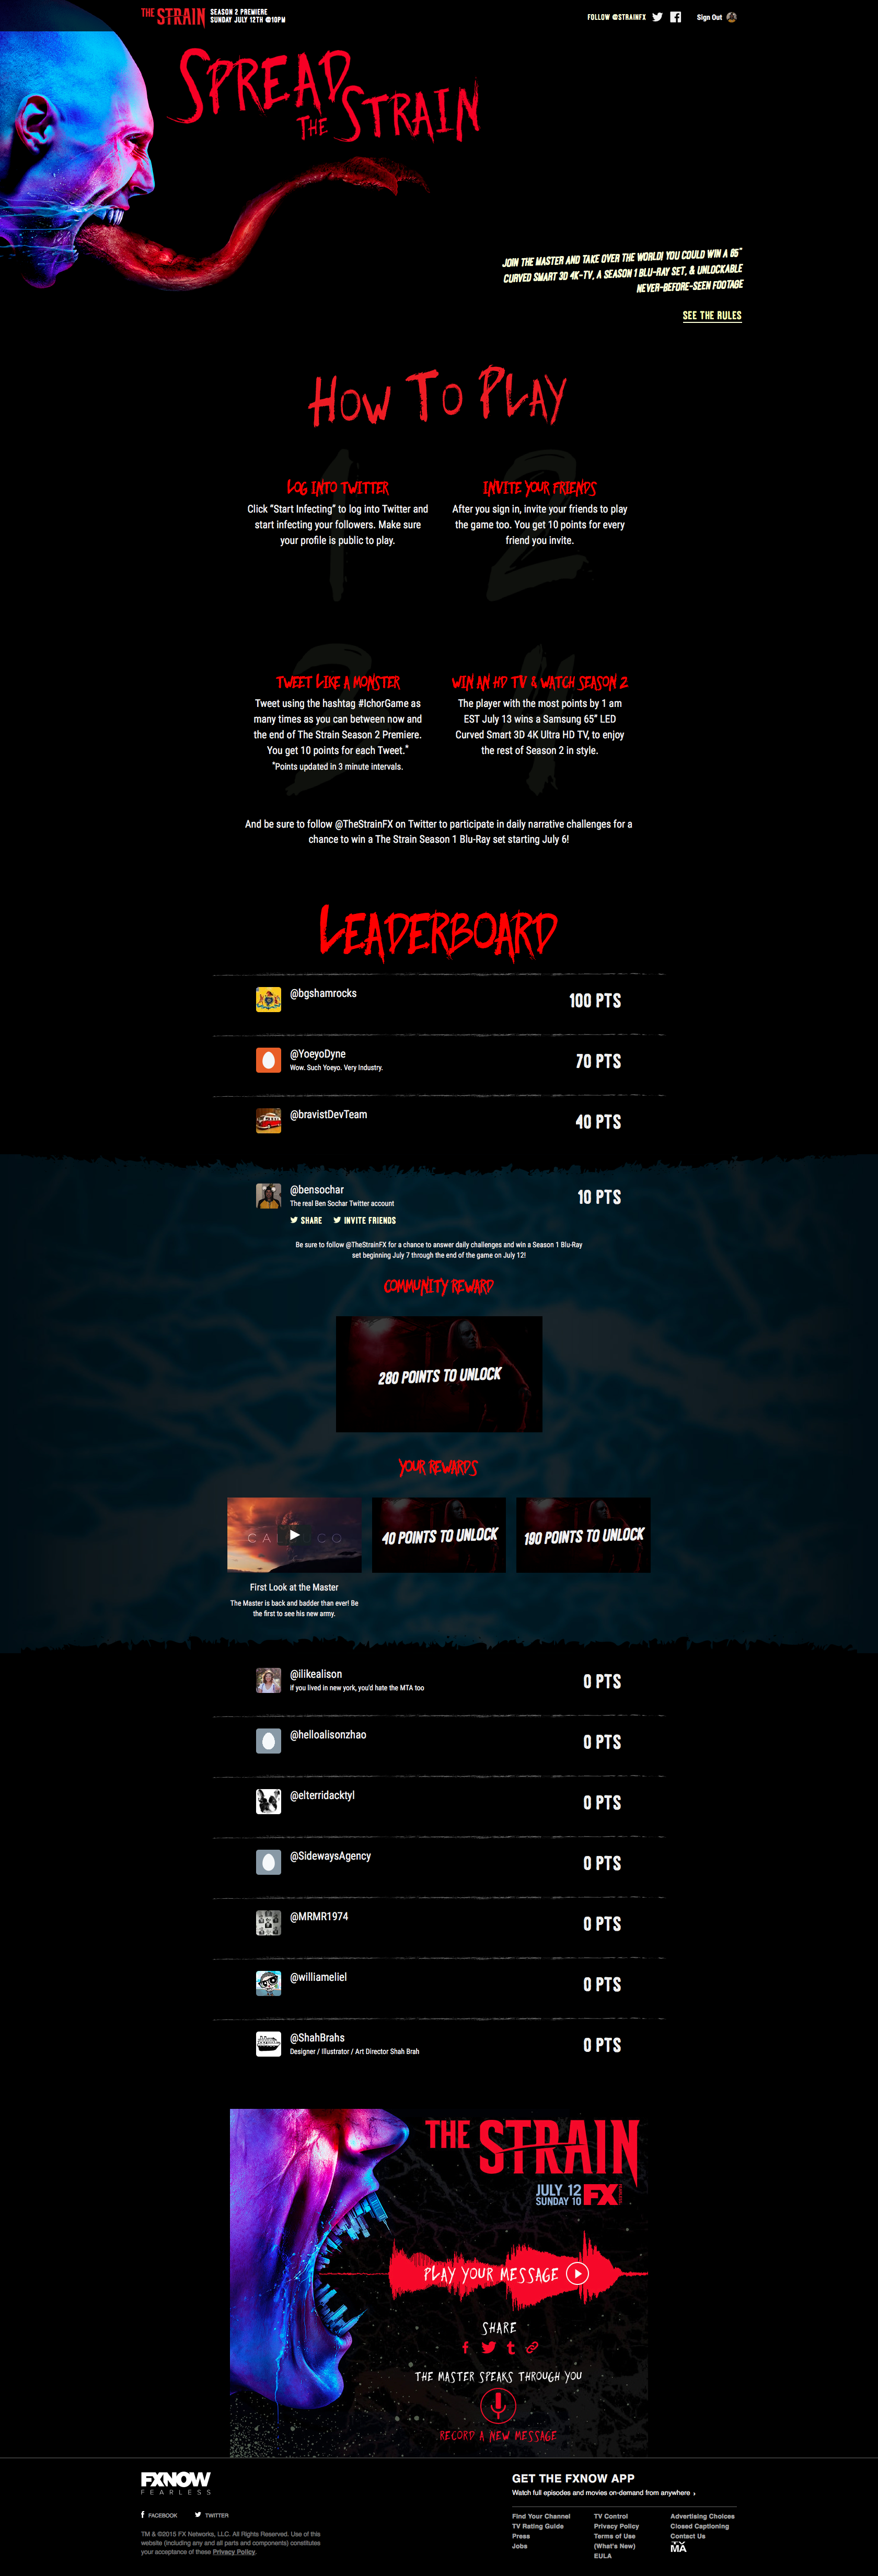 THE STRAIN
SEASON 2 PREMIERE
SUNDAY JULY 12TH @10PM
FOLLOW @STRAINFX
Sign Out
SPREAD
THE STRAIN
JOIN THE MASTER AND TAKE OVER THE WORLD! YOU COULD WIN A 65"
CURVED SMART 3D 4K-TV, A SEASON 1 BLU-RAY SET, & UNLOCKABLE
NEVER-BEFORE-SEEN FOOTAGE
SEE THE RULES
HOW TO PLAY
1
LOG INTO TWITTER
Click “Start Infecting” to log into Twitter and
start infecting your followers. Make sure
your profile is public to play.
2
INVITE YOUR FRIENDS
After you sign in, invite your friends to play
the game too. You get 10 points for every
friend you invite.
3
TWEET LIKE A MONSTER
Tweet using the hashtag #IchorGame as
many times as you can between now and
the end of The Strain Season 2 Premiere.
You get 10 points for each Tweet.*
*Points updated in 3 minute intervals.
4
WIN AN HD TV & WATCH SEASON 2
The player with the most points by 1 am
EST July 13 wins a Samsung 65” LED
Curved Smart 3D 4K Ultra HD TV, to enjoy
the rest of Season 2 in style.
And be sure to follow @TheStrainFX on Twitter to participate in daily narrative challenges for a
chance to win a The Strain Season 1 Blu-Ray set starting July 6!
LEADERBOARD
@bgshamrocks
100 PTS
@YoeyoDyne
Wow. Such Yoeyo. Very Industry.
70 PTS
@bravistDevTeam
40 PTS
@bensochar
The real Ben Sochar Twitter account
10 PTS
SHARE
INVITE FRIENDS
Be sure to follow @TheStrainFX for a chance to answer daily challenges and win a Season 1 Blu-Ray
set beginning July 7 through the end of the game on July 12!
COMMUNITY REWARD
280 POINTS TO UNLOCK
YOUR REWARDS
40 POINTS TO UNLOCK
190 POINTS TO UNLOCK
First Look at the Master
The Master is back and badder than ever! Be
the first to see his new army.
@ilikealison
if you lived in new york, you'd hate the MTA too
0 PTS
@helloalisonzhao
0 PTS
@elterridacktyl
0 PTS
@SidewaysAgency
0 PTS
@MRMR1974
0 PTS
@williameliel
0 PTS
@ShahBrahs
Designer / Illustrator / Art Director Shah Brah
0 PTS
THE STRAIN
JULY 12
SUNDAY 10
FX
PLAY YOUR MESSAGE
SHARE
THE MASTER SPEAKS THROUGH YOU
RECORD A NEW MESSAGE
FXNOW
FEARLESS
FACEBOOK
TWITTER
TM & ©2015 FX Networks, LLC. All Rights Reserved. Use of this
website (including any and all parts and components) constitutes
your acceptance of these Privacy Policy.
GET THE FXNOW APP
Watch full episodes and movies on-demand from anywhere ›
Find Your Channel
TV Rating Guide
Press
Jobs
TV Control
Privacy Policy
Terms of Use
(What's New)
EULA
Advertising Choices
Closed Captioning
Contact Us
TV
MA